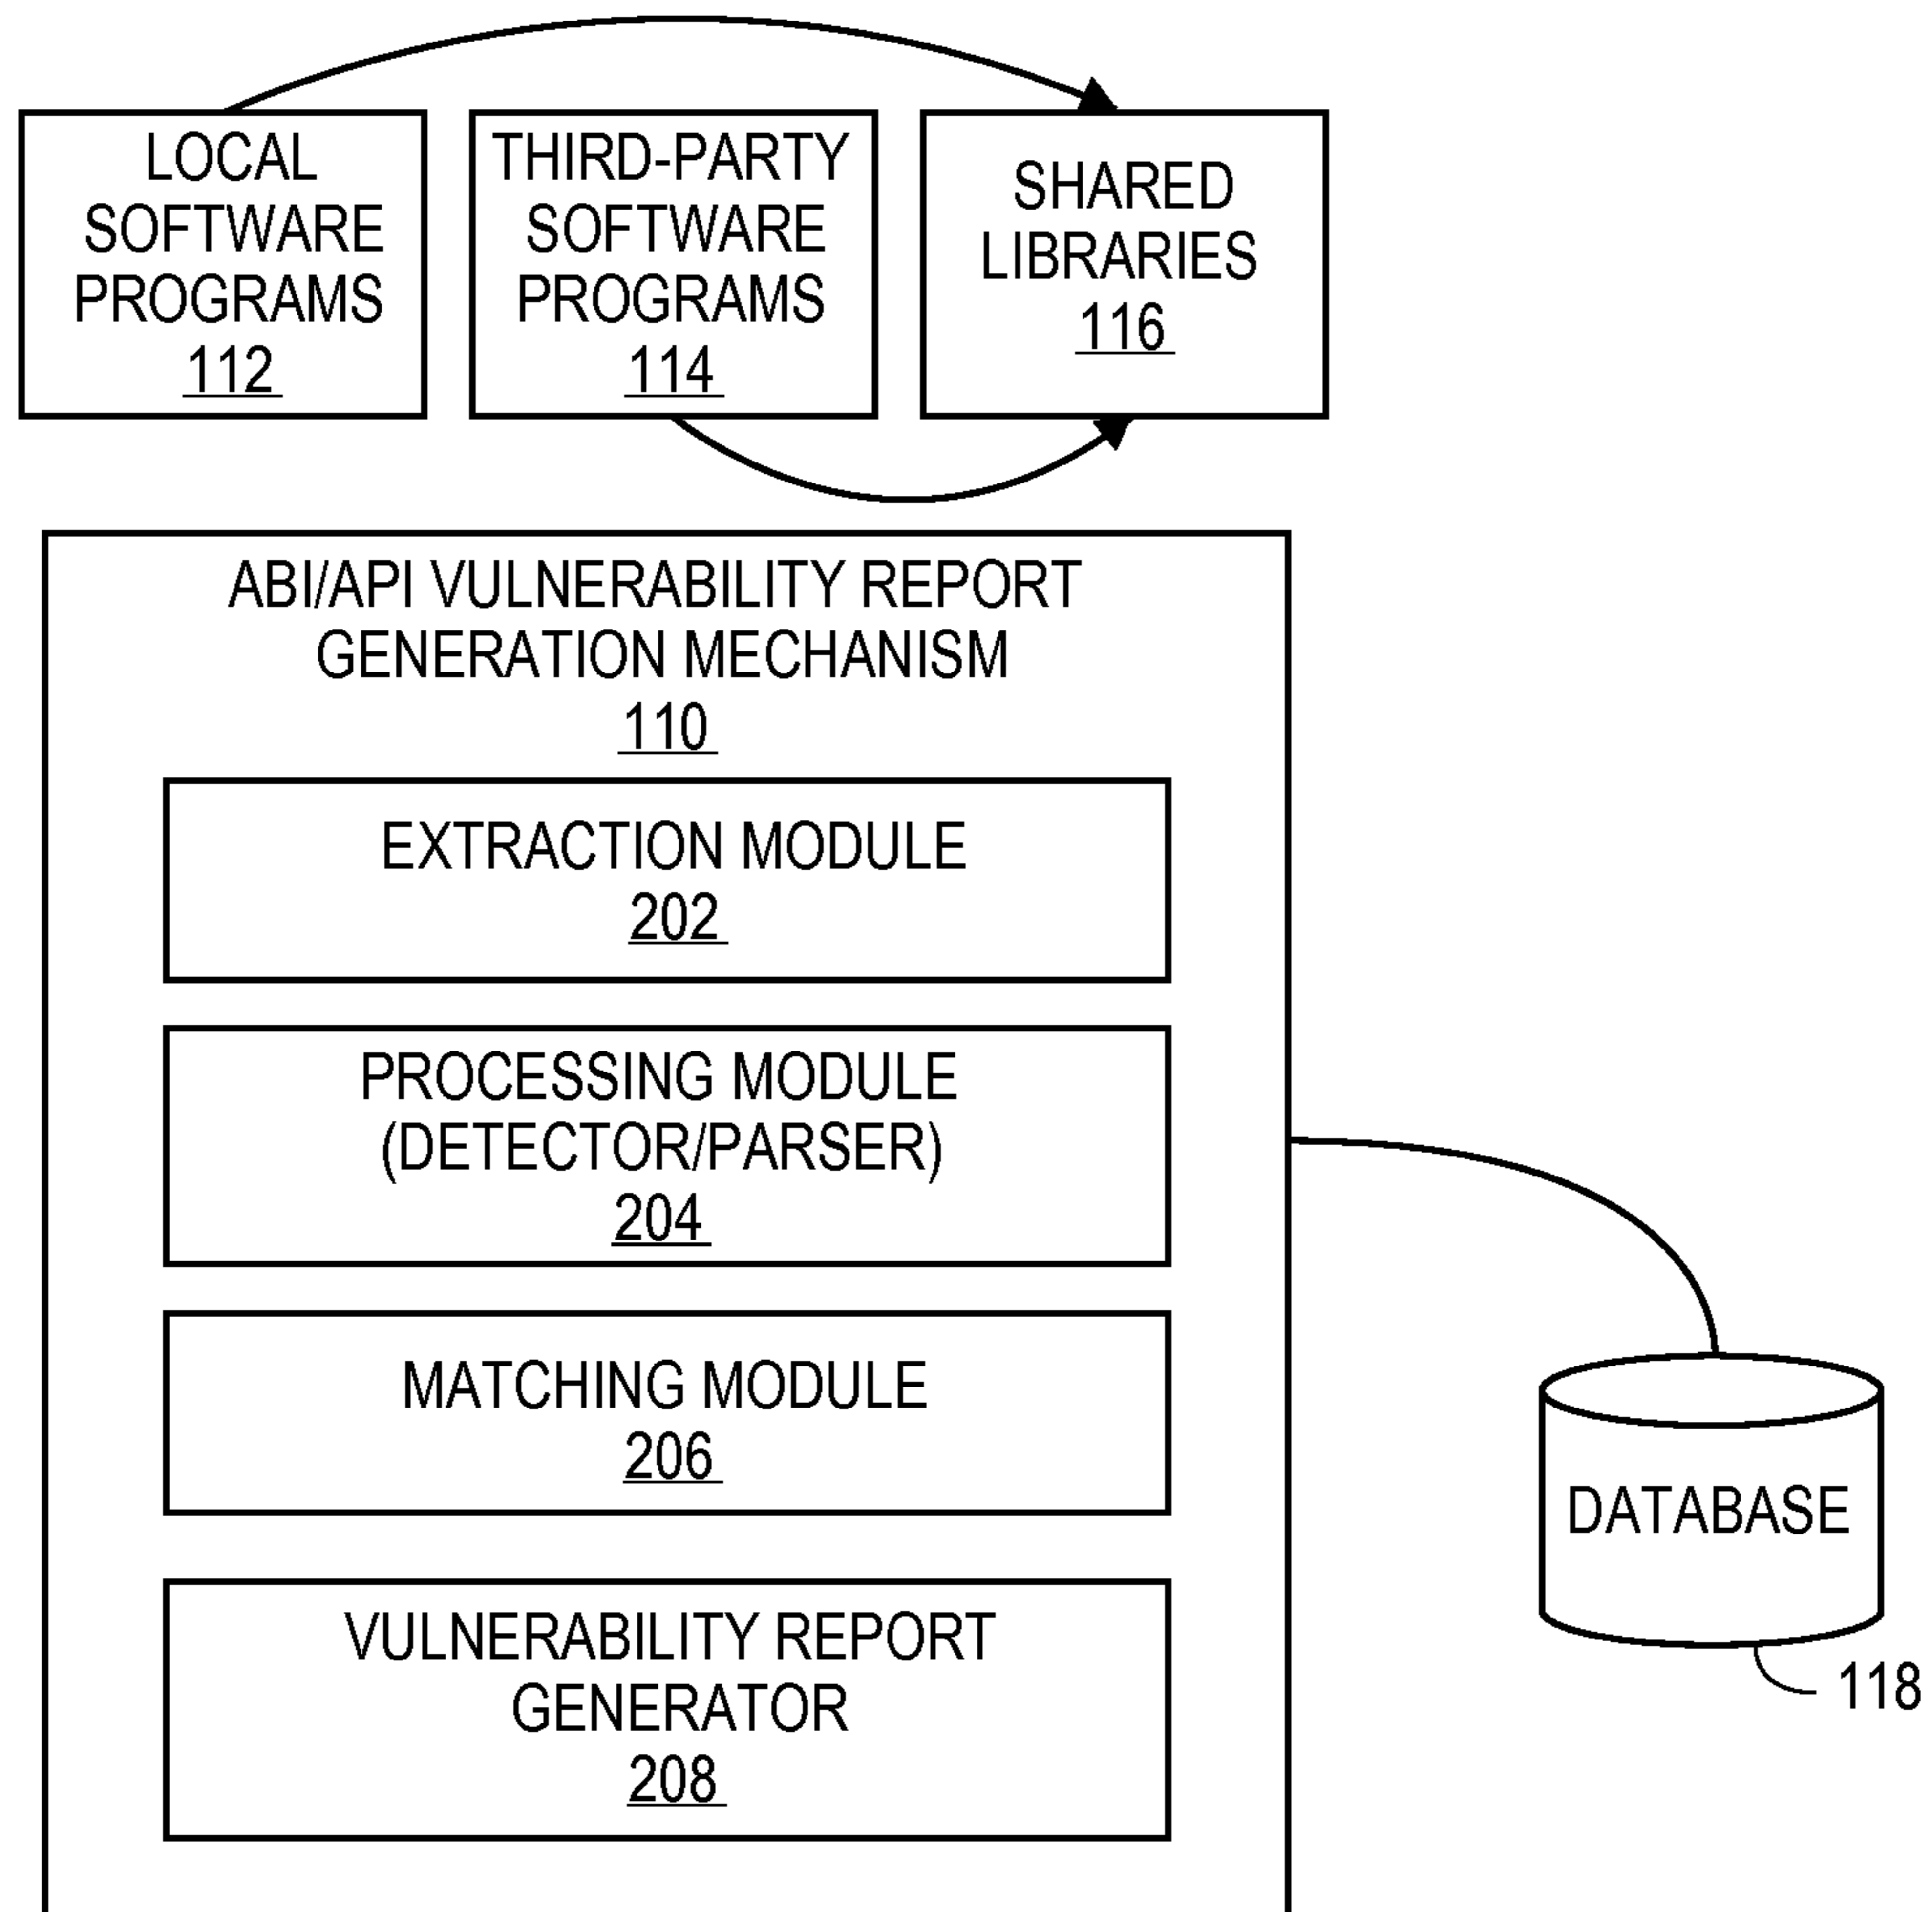 LOCAL
SOFTWARE
PROGRAMS
112
THIRD-PARTY
SOFTWARE
PROGRAMS
114
SHARED
LIBRARIES
116
ABI/API VULNERABILITY REPORT
GENERATION MECHANISM
110
EXTRACTION MODULE
202
PROCESSING MODULE
(DETECTOR/PARSER)
204
MATCHING MODULE
206
VULNERABILITY REPORT
GENERATOR
208
DATABASE
118